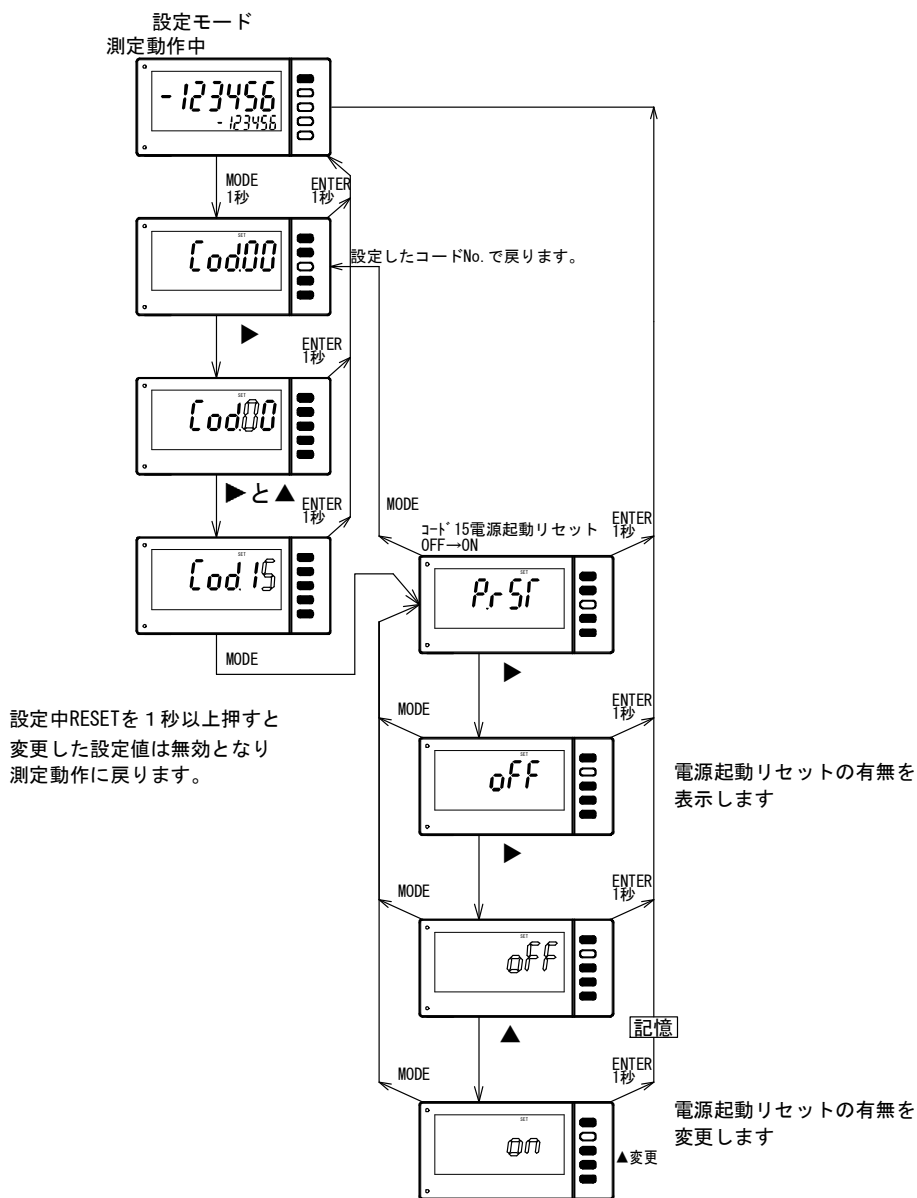 設定モード
測定動作中
-123456
-123456
MODE
1秒
ENTER
1秒
SET
Cod.00
設定したコードNo.で戻ります。
▶
ENTER
1秒
SET
Cod.00
▶と▲
ENTER
1秒
MODE
SET
Cod.15
コード15電源起動リセット
OFF→ON
ENTER
1秒
SET
P.rST
MODE
▶
設定中RESETを1秒以上押すと
変更した設定値は無効となり
測定動作に戻ります。
MODE
ENTER
1秒
SET
oFF
電源起動リセットの有無を
表示します
▶
MODE
ENTER
1秒
SET
oFF
▲
記憶
MODE
ENTER
1秒
SET
on
▲変更
電源起動リセットの有無を
変更します